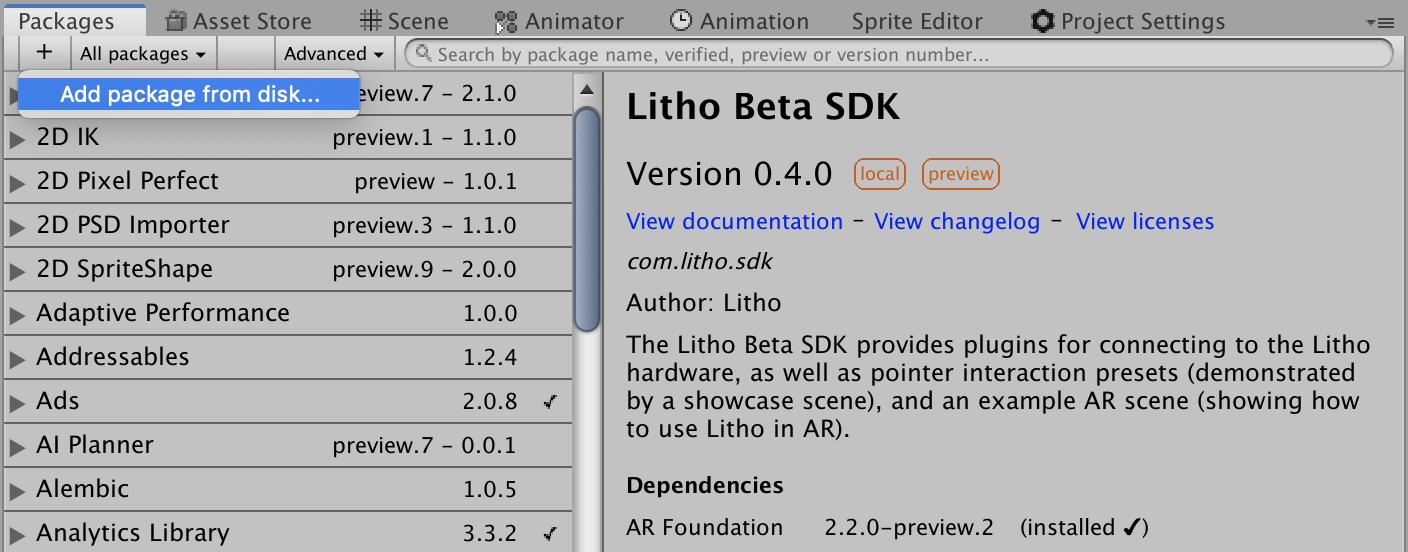 Packages Asset Store Scene Animator Animation Sprite Editor Project Settings
+ All packages Advanced Search by package name, verified, preview or version number...
Add package from disk...
eview.7 - 2.1.0
2D IK preview.1 - 1.1.0
2D Pixel Perfect preview - 1.0.1
2D PSD Importer preview.3 - 1.1.0
2D SpriteShape preview.9 - 2.0.0
Adaptive Performance 1.0.0
Addressables 1.2.4
Ads 2.0.8 ✓
AI Planner preview.7 - 0.0.1
Alembic 1.0.5
Analytics Library 3.3.2 ✓
Litho Beta SDK
Version 0.4.0 local preview
View documentation - View changelog - View licenses
com.litho.sdk
Author: Litho
The Litho Beta SDK provides plugins for connecting to the Litho
hardware, as well as pointer interaction presets (demonstrated
by a showcase scene), and an example AR scene (showing how
to use Litho in AR).
Dependencies
AR Foundation 2.2.0-preview.2 (installed ✓)